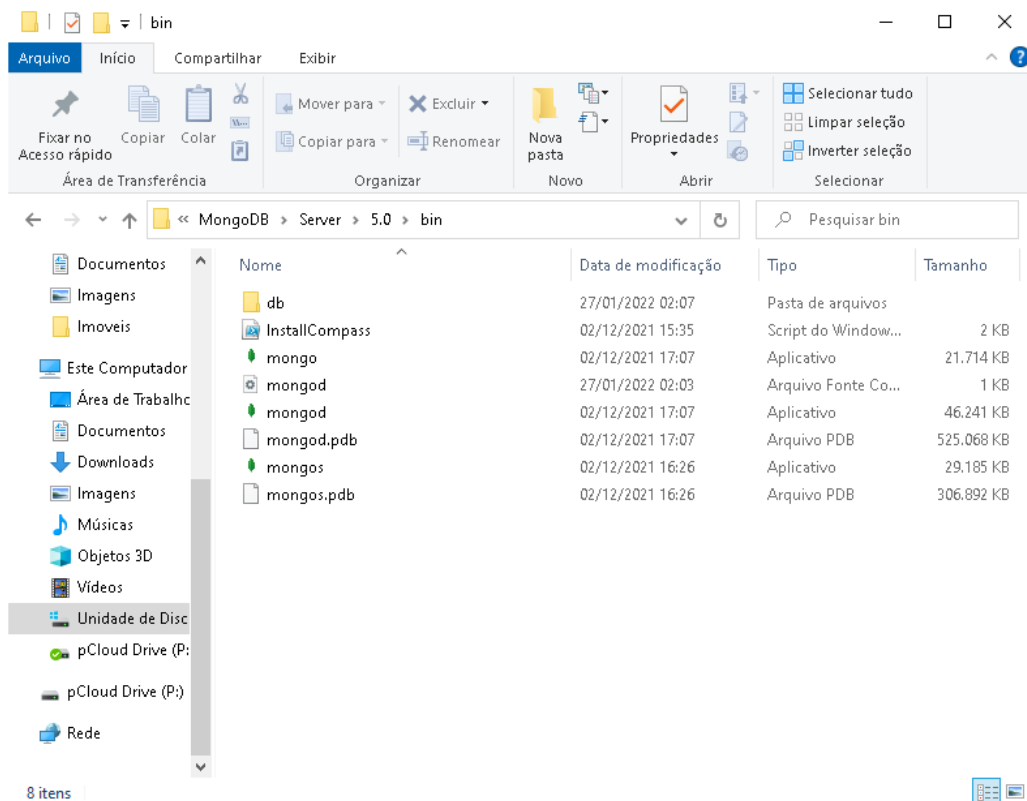 bin
Arquivo Início Compartilhar Exibir
Fixar no Acesso rápido
Copiar
Colar
Mover para
Copiar para
Excluir
Renomear
Nova pasta
Propriedades
Selecionar tudo
Limpar seleção
Inverter seleção
Área de Transferência Organizar Novo Abrir Selecionar
« MongoDB > Server > 5.0 > bin
Pesquisar bin
Documentos
Imagens
Imoveis
Este Computador
Área de Trabalhc
Documentos
Downloads
Imagens
Músicas
Objetos 3D
Vídeos
Unidade de Disc
pCloud Drive (P:
pCloud Drive (P:)
Rede
Nome Data de modificação Tipo Tamanho
db 27/01/2022 02:07 Pasta de arquivos
InstallCompass 02/12/2021 15:35 Script do Window... 2 KB
mongo 02/12/2021 17:07 Aplicativo 21.714 KB
mongod 27/01/2022 02:03 Arquivo Fonte Co... 1 KB
mongod 02/12/2021 17:07 Aplicativo 46.241 KB
mongod.pdb 02/12/2021 17:07 Arquivo PDB 525.068 KB
mongos 02/12/2021 16:26 Aplicativo 29.185 KB
mongos.pdb 02/12/2021 16:26 Arquivo PDB 306.892 KB
8 itens